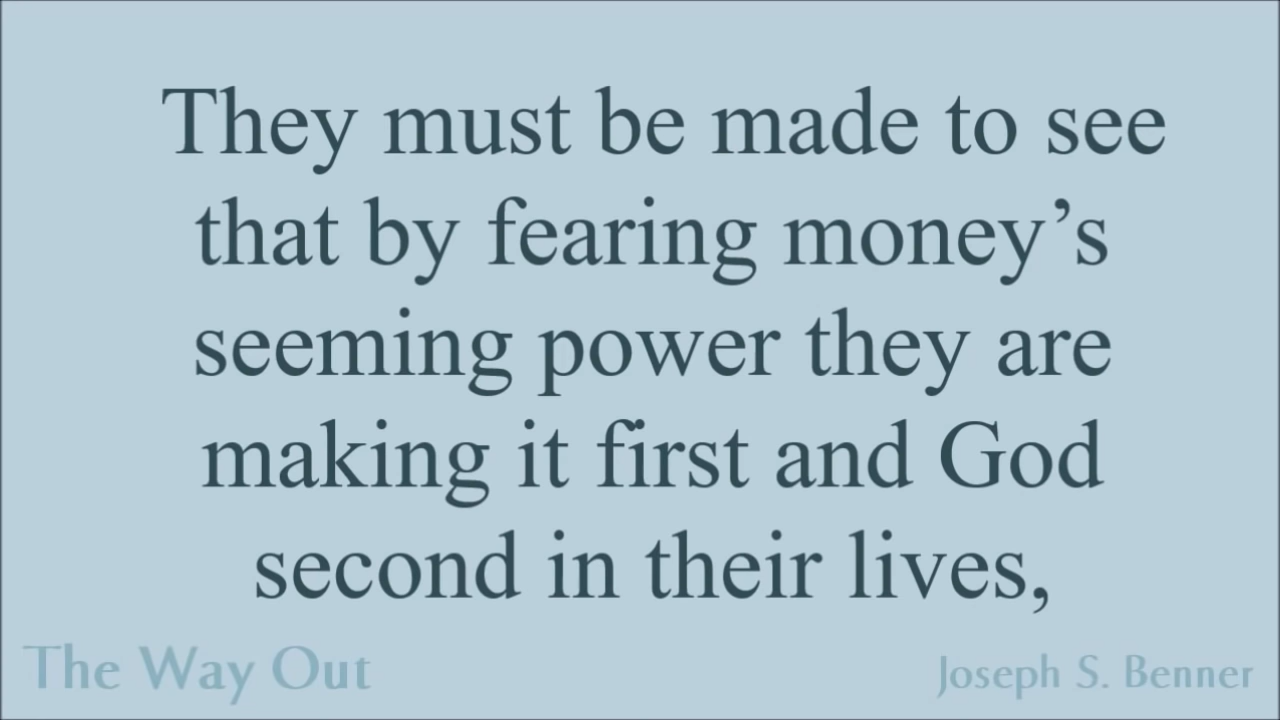 They must be made to see
that by fearing money’s
seeming power they are
making it first and God
second in their lives,
The Way Out
Joseph S. Benner